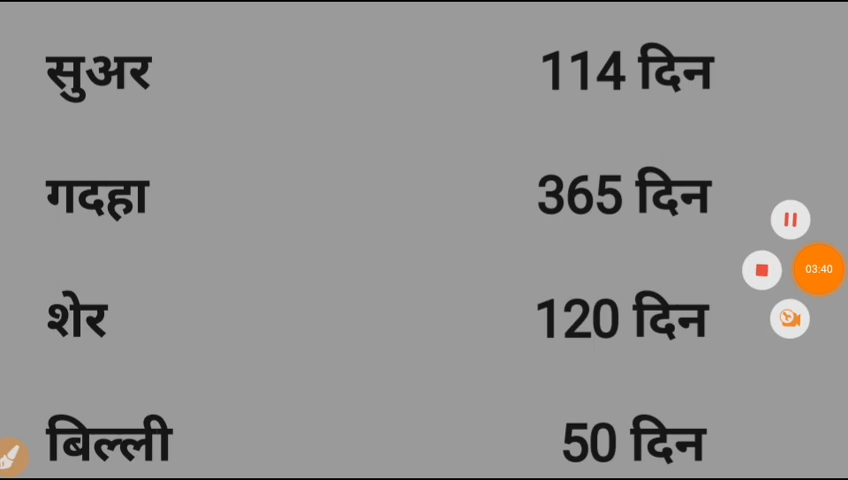 सुअर 114 दिन
गदहा 365 दिन
शेर 120 दिन
03:40
बिल्ली 50 दिन